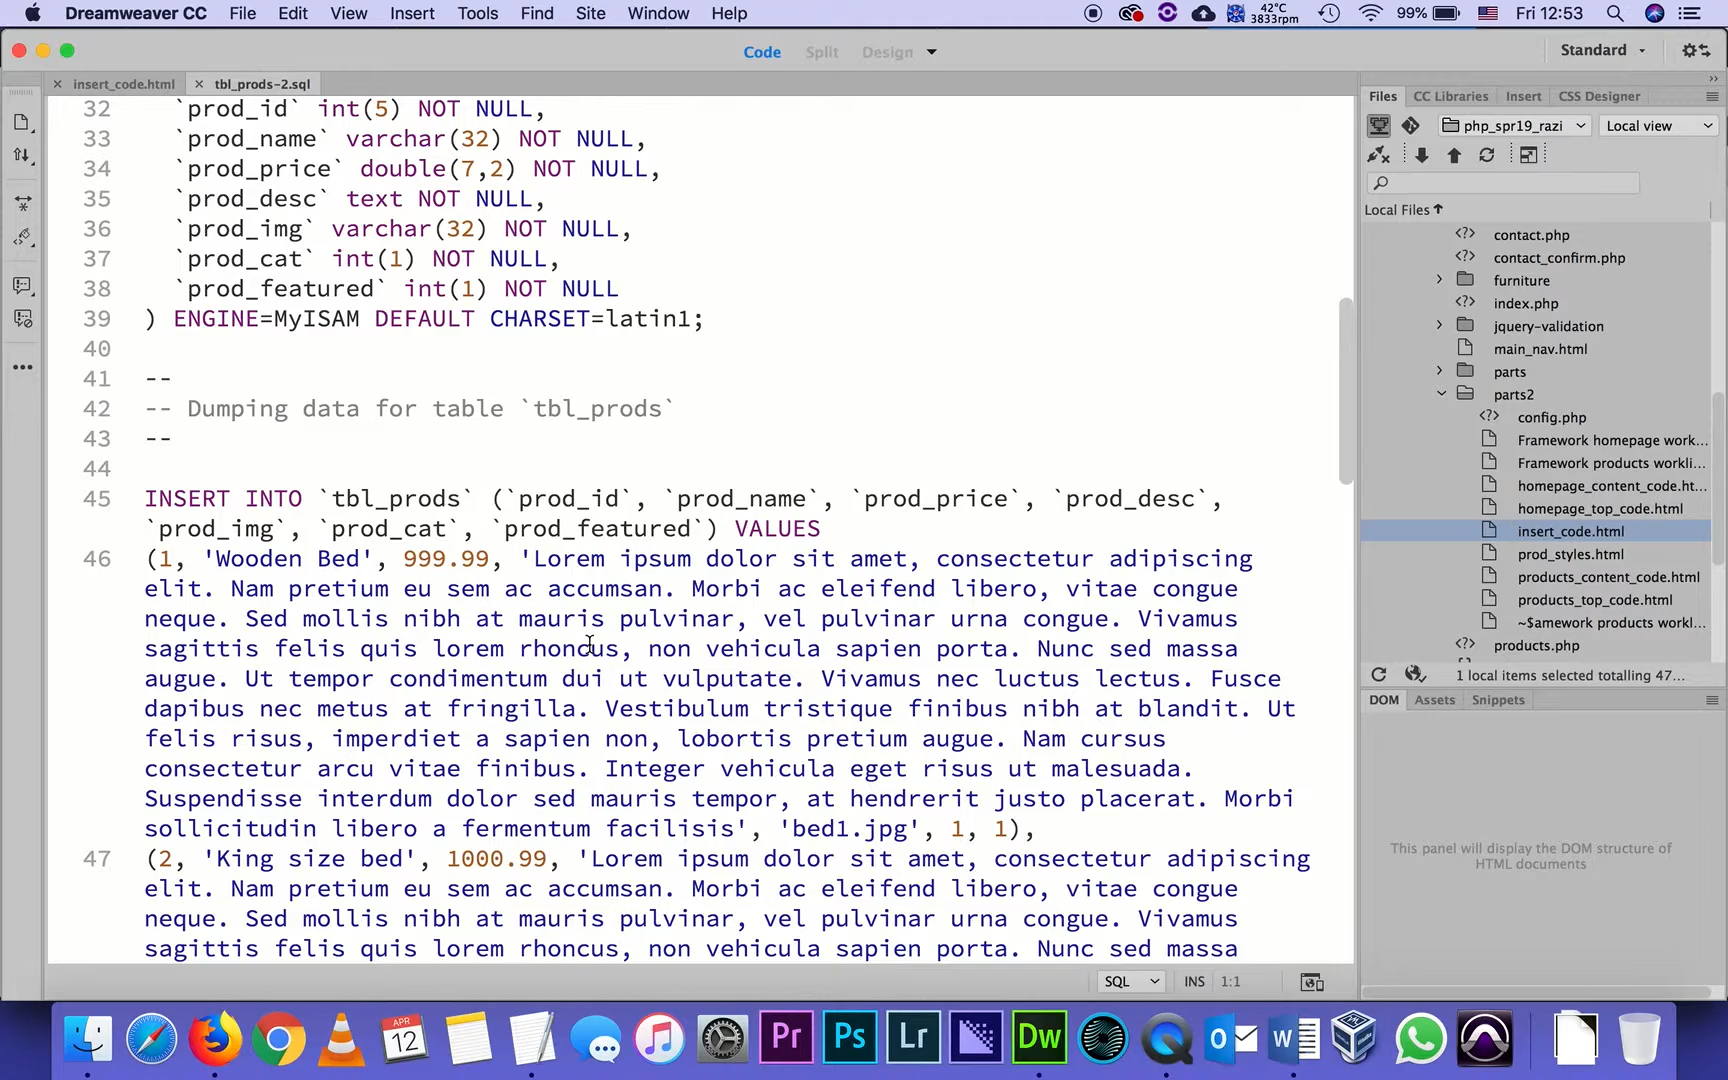 Dreamweaver CC File Edit View Insert Commands Tools Find Site Window Help 42°C 3833rpm 99% Fri 12:53
Code Split Design Standard
insert_code.html tbl_prods-2.sql
32 `prod_id` int(5) NOT NULL,
33 `prod_name` varchar(32) NOT NULL,
34 `prod_price` double(7,2) NOT NULL,
35 `prod_desc` text NOT NULL,
36 `prod_img` varchar(32) NOT NULL,
37 `prod_cat` int(1) NOT NULL,
38 `prod_featured` int(1) NOT NULL
39 ) ENGINE=MyISAM DEFAULT CHARSET=latin1;
40
41 --
42 -- Dumping data for table `tbl_prods`
43 --
44
45 INSERT INTO `tbl_prods` (`prod_id`, `prod_name`, `prod_price`, `prod_desc`,
`prod_img`, `prod_cat`, `prod_featured`) VALUES
46 (1, 'Wooden Bed', 999.99, 'Lorem ipsum dolor sit amet, consectetur adipiscing
elit. Nam pretium eu sem ac accumsan. Morbi ac eleifend libero, vitae congue
neque. Sed mollis nibh at mauris pulvinar, vel pulvinar urna congue. Vivamus
sagittis felis quis lorem rhoncus, non vehicula sapien porta. Nunc sed massa
augue. Ut tempor condimentum dui ut vulputate. Vivamus nec luctus lectus. Fusce
dapibus nec metus at fringilla. Vestibulum tristique finibus nibh at blandit. Ut
felis risus, imperdiet a sapien non, lobortis pretium augue. Nam cursus
consectetur arcu vitae finibus. Integer vehicula eget risus ut malesuada.
Suspendisse interdum dolor sed mauris tempor, at hendrerit justo placerat. Morbi
sollicitudin libero a fermentum facilisis', 'bed1.jpg', 1, 1),
47 (2, 'King size bed', 1000.99, 'Lorem ipsum dolor sit amet, consectetur adipiscing
elit. Nam pretium eu sem ac accumsan. Morbi ac eleifend libero, vitae congue
neque. Sed mollis nibh at mauris pulvinar, vel pulvinar urna congue. Vivamus
sagittis felis quis lorem rhoncus, non vehicula sapien porta. Nunc sed massa
SQL INS 1:1
Files CC Libraries Insert CSS Designer
php_spr19_razi Local view
Local Files
contact.php
contact_confirm.php
furniture
index.php
jquery-validation
main_nav.html
parts
parts2
config.php
Framework homepage work...
Framework products workli...
homepage_content_code.ht...
homepage_top_code.html
insert_code.html
prod_styles.html
products_content_code.html
products_top_code.html
~$amework products workl...
products.php
1 local items selected totalling 47...
DOM Assets Snippets
This panel will display the DOM structure of
HTML documents
APR
12
Pr Ps Lr Dw